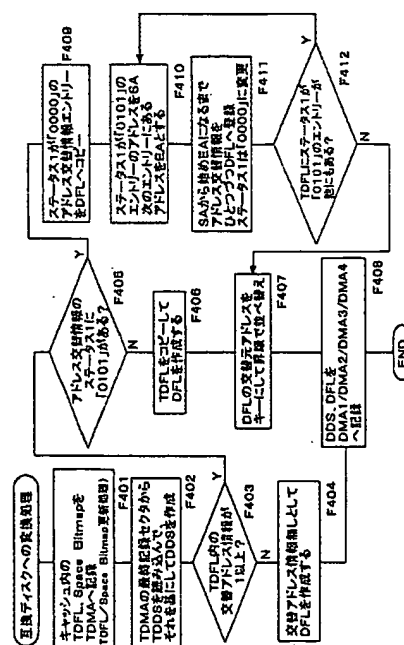 互換ディスクへの変換処理
キャッシュ内の
TDFL、Space Bitmapを
TDMAへ記録
(TDFL/Space Bitmap更新処理)
F401
TDMAの最終記録セクタから
TDDSを読み込んで、
それを基にしてDDSを作成
F402
TDFL内の
交替アドレス情報が
1以上?
F403
Y
N
交替アドレス情報無しとして
DFLを作成する
F404
アドレス交替情報の
ステータス1に
「0101」がある?
F405
Y
N
TDFLをコピーして
DFLを作成する
F406
DFLの交替元アドレスを
キーにして昇順で並べ替え
F407
DDS、DFLを
DMA1/DMA2/DMA3/DMA4
へ記録
F408
END
ステータス1が「0000」の
アドレス交替情報エントリー
をDFLへコピー
F409
ステータス1が「0101」の
エントリーのアドレスをSA
次のエントリーにある
アドレスをEAとする
F410
SAから始めEAになるまで
アドレス交替情報を
ひとつづつDFLへ登録
ステータス1は「0000」に変更
F411
TDFLにステータス1が
「0101」のエントリーが
他にもある?
F412
Y
N